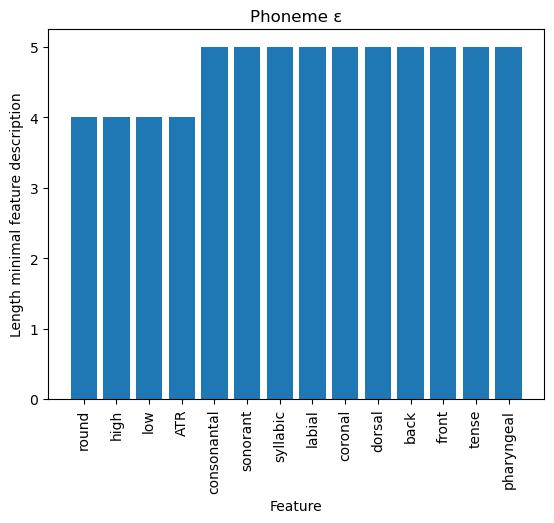 Phoneme ε
Length minimal feature description
5
4
3
2
1
0
round
high
low
ATR
consonantal
sonorant
syllabic
labial
coronal
dorsal
back
front
tense
pharyngeal
Feature